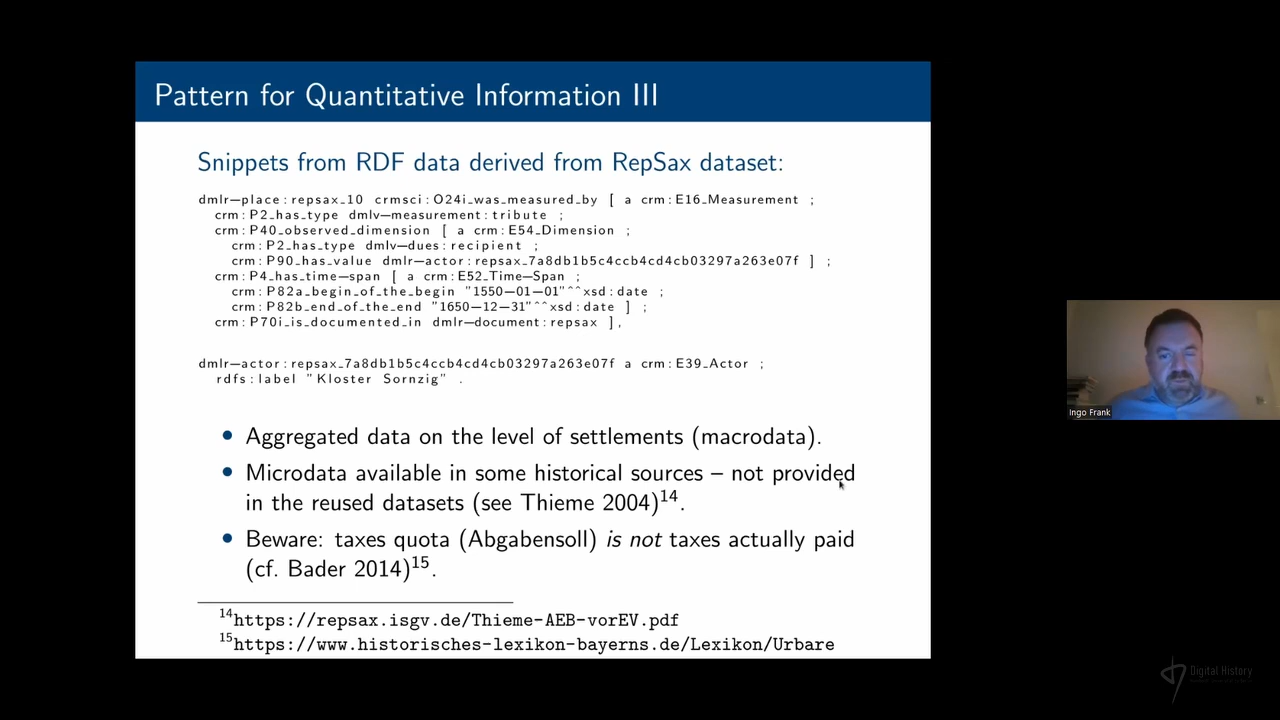 Pattern for Quantitative Information III
Snippets from RDF data derived from RepSax dataset:
dmlr—place:repsax_10 crmsci:O24i_was_measured_by [ a crm:E16_Measurement ;
crm:P2_has_type dmlv—measurement:tribute ;
crm:P40_observed_dimension [ a crm:E54_Dimension ;
crm:P2_has_type dmlv—dues:recipient ;
crm:P90_has_value dmlr—actor:repsax_7a8db1b5c4ccb4cd4cb03297a263e07f ] ;
crm:P4_has_time—span [ a crm:E52_Time—Span ;
crm:P82a_begin_of_the_begin "1550—01—01"^^xsd:date ;
crm:P82b_end_of_the_end "1650—12—31"^^xsd:date ] ;
crm:P70i_is_documented_in dmlr—document:repsax ],
dmlr—actor:repsax_7a8db1b5c4ccb4cd4cb03297a263e07f a crm:E39_Actor ;
rdfs:label "Kloster Sornzig" .
• Aggregated data on the level of settlements (macrodata).
• Microdata available in some historical sources – not provided
in the reused datasets (see Thieme 2004)14.
• Beware: taxes quota (Abgabensoll) is not taxes actually paid
(cf. Bader 2014)15.
14https://repsax.isgv.de/Thieme-AEB-vorEV.pdf
15https://www.historisches-lexikon-bayerns.de/Lexikon/Urbare
Ingo Frank
Digital History